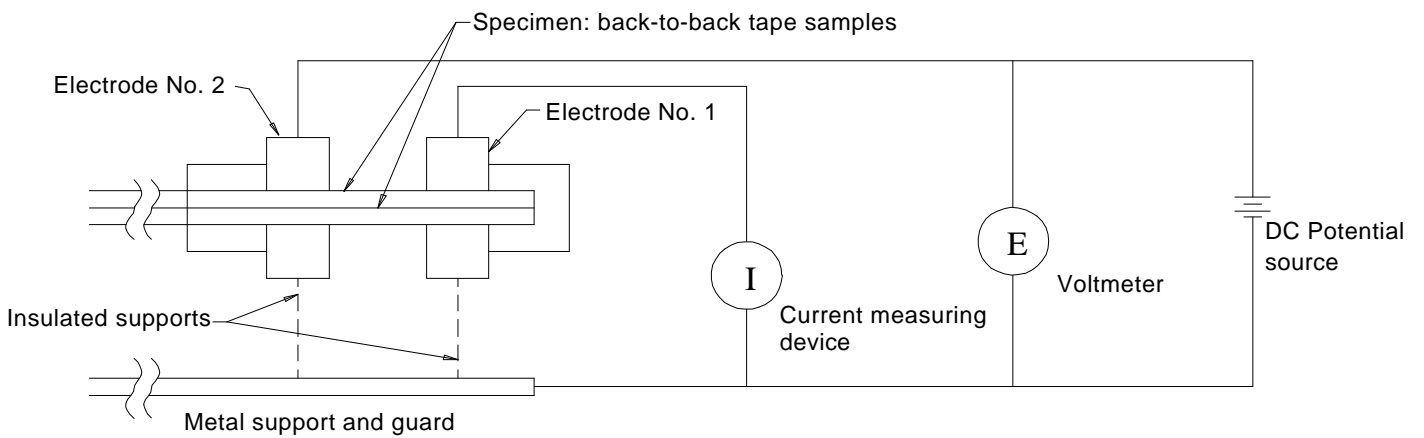 Specimen: back-to-back tape samples
Electrode No. 2
Electrode No. 1
E
I
DC Potential
source
Voltmeter
Insulated supports
Current measuring
device
Metal support and guard